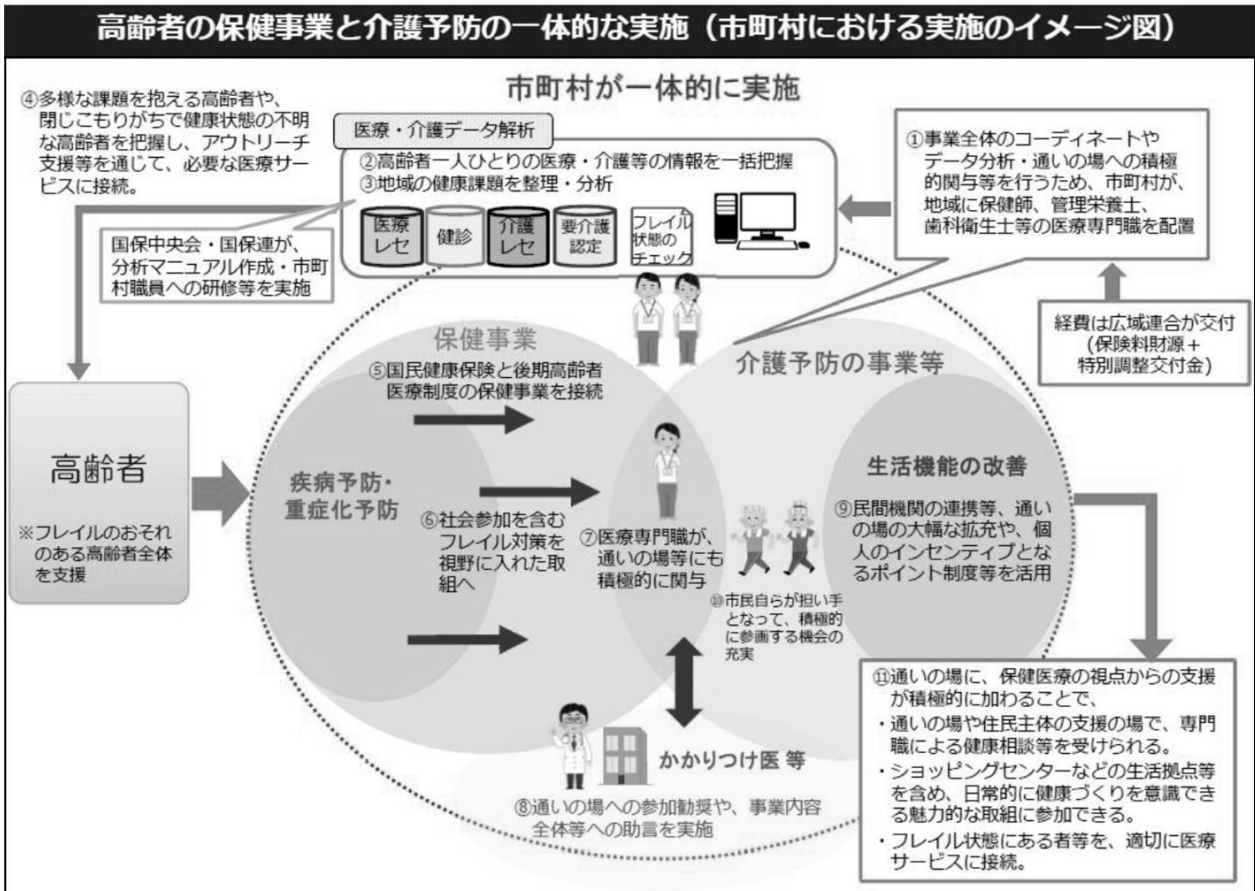 高齢者の保健事業と介護予防の一体的な実施（市町村における実施のイメージ図）
市町村が一体的に実施
④多様な課題を抱える高齢者や、
閉じこもりがちで健康状態の不明
な高齢者を把握し、アウトリーチ
支援等を通じて、必要な医療サー
ビスに接続。
医療・介護データ解析
②高齢者一人ひとりの医療・介護等の情報を一括把握
③地域の健康課題を整理・分析
医療
レセ
健診
介護
レセ
要介護
認定
フレイル
状態の
チェック
①事業全体のコーディネートや
データ分析・通いの場への積極
的関与等を行うため、市町村が、
地域に保健師、管理栄養士、
歯科衛生士等の医療専門職を配置
国保中央会・国保連が、
分析マニュアル作成・市町
村職員への研修等を実施
経費は広域連合が交付
(保険料財源＋
特別調整交付金)
保健事業
介護予防の事業等
⑤国民健康保険と後期高齢者
医療制度の保健事業を接続
高齢者
※フレイルのおそれ
のある高齢者全体
を支援
疾病予防・
重症化予防
⑥社会参加を含む
フレイル対策を
視野に入れた取
組へ
⑦医療専門職が、
通いの場等にも
積極的に関与
生活機能の改善
⑨民間機関の連携等、通い
の場の大幅な拡充や、個
人のインセンティブとな
るポイント制度等を活用
⑩市民自らが担い手
となって、積極的
に参画する機会の
充実
かかりつけ医 等
⑧通いの場への参加勧奨や、事業内容
全体等への助言を実施
⑪通いの場に、保健医療の視点からの支援
が積極的に加わることで、
・通いの場や住民主体の支援の場で、専門
職による健康相談等を受けられる。
・ショッピングセンターなどの生活拠点等
を含め、日常的に健康づくりを意識でき
る魅力的な取組に参加できる。
・フレイル状態にある者等を、適切に医療
サービスに接続。